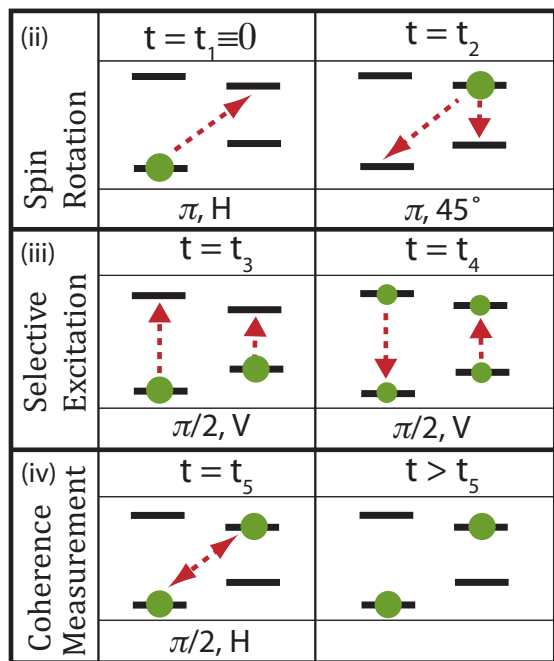 (ii)
Spin
Rotation
t = t₁≡0
t = t₂
π, H
π, 45°
(iii)
Selective
Excitation
t = t₃
t = t₄
π/2, V
π/2, V
(iv)
Coherence
Measurement
t = t₅
t > t₅
π/2, H